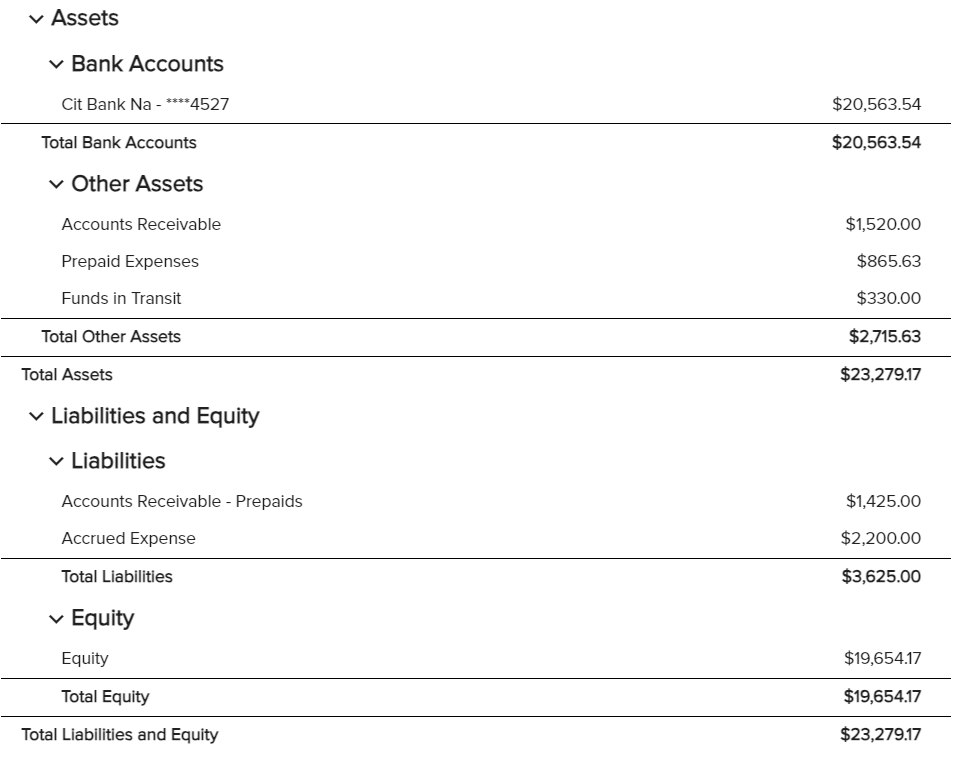 Assets
Bank Accounts
Cit Bank Na - ****4527 $20,563.54
Total Bank Accounts $20,563.54
Other Assets
Accounts Receivable $1,520.00
Prepaid Expenses $865.63
Funds in Transit $330.00
Total Other Assets $2,715.63
Total Assets $23,279.17
Liabilities and Equity
Liabilities
Accounts Receivable - Prepaids $1,425.00
Accrued Expense $2,200.00
Total Liabilities $3,625.00
Equity
Equity $19,654.17
Total Equity $19,654.17
Total Liabilities and Equity $23,279.17